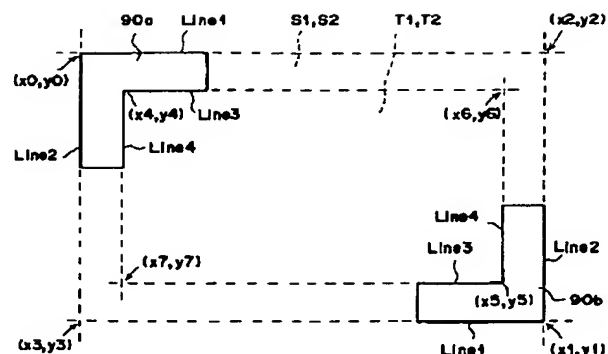 90a
Line1
S1,S2
T1,T2
(x2,y2)
(x0,y0)
(x4,y4)
Line3
(x6,y6)
Line2
Line4
Line4
Line2
(x7,y7)
Line3
(x5,y5)
90b
(x3,y3)
Line1
(x1,y1)